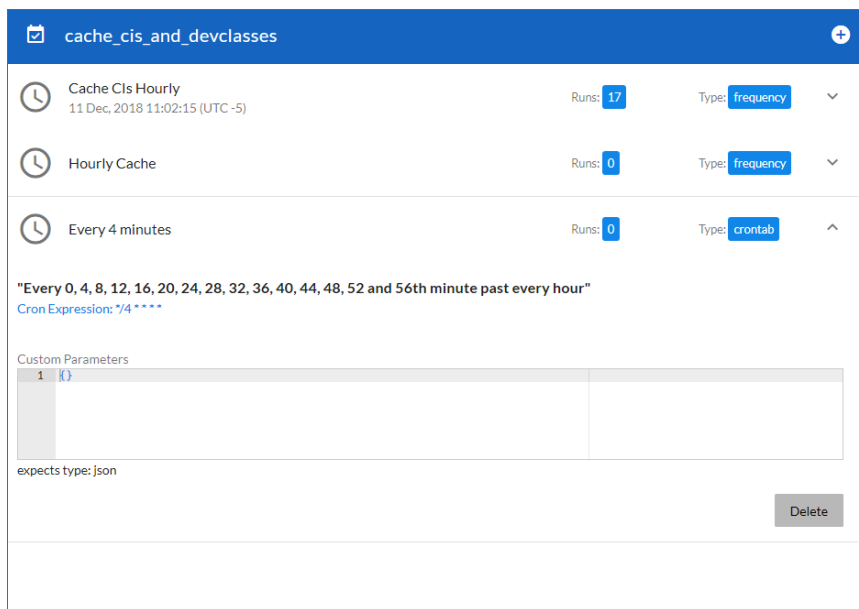 cache_cis_and_devclasses
Cache CIs Hourly
11 Dec, 2018 11:02:15 (UTC -5)
Runs: 17
Type: frequency
Hourly Cache
Runs: 0
Type: frequency
Every 4 minutes
Runs: 0
Type: crontab
"Every 0, 4, 8, 12, 16, 20, 24, 28, 32, 36, 40, 44, 48, 52 and 56th minute past every hour"
Cron Expression: */4 * * * *
Custom Parameters
1 {}
expects type: json
Delete